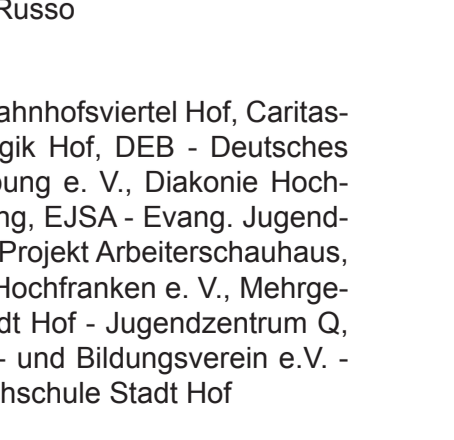 Russo
ahnhofsviertel Hof, Caritas-
gik Hof, DEB - Deutsches
bung e. V., Diakonie Hoch-
ng, EJSA - Evang. Jugend-
Projekt Arbeiterschauhaus,
Hochfranken e. V., Mehrge-
dt Hof - Jugendzentrum Q,
- und Bildungsverein e.V. -
hschule Stadt Hof